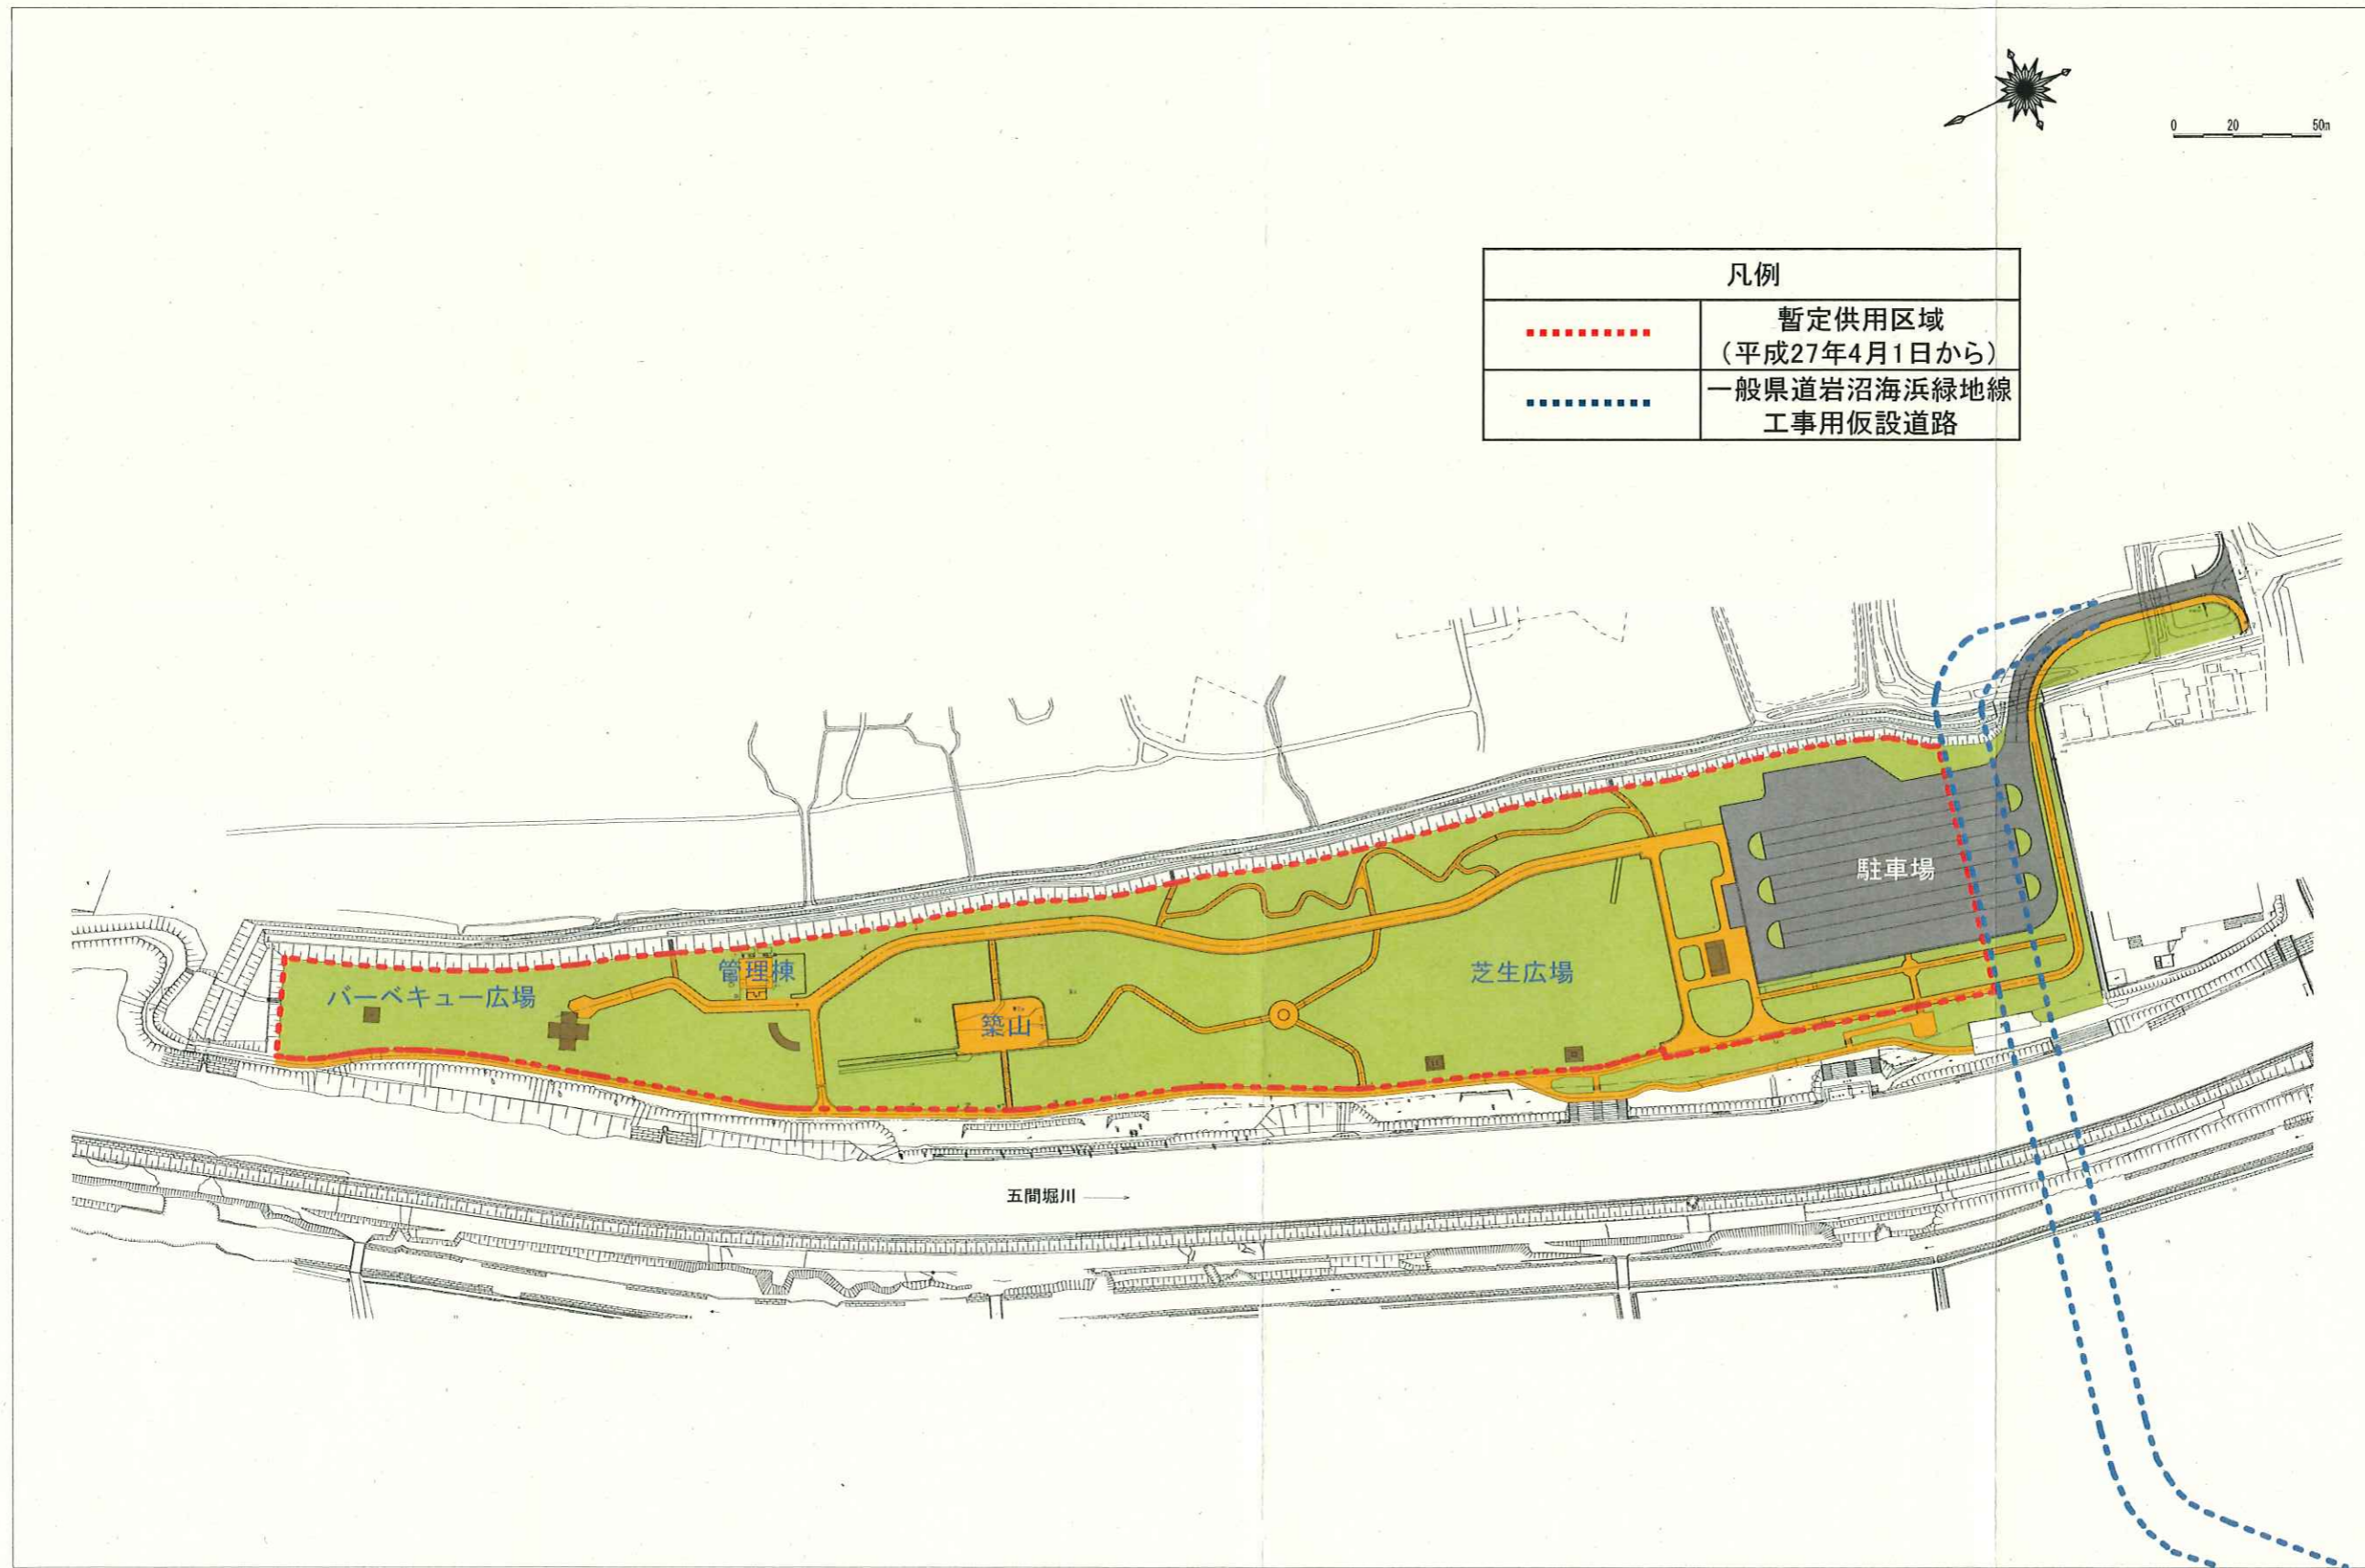 0 20 50m
凡例
暫定供用区域
(平成27年4月1日から)
一般県道岩沼海浜緑地線
工事用仮設道路
駐車場
管理棟
バーベキュー広場
芝生広場
築山
五間堀川